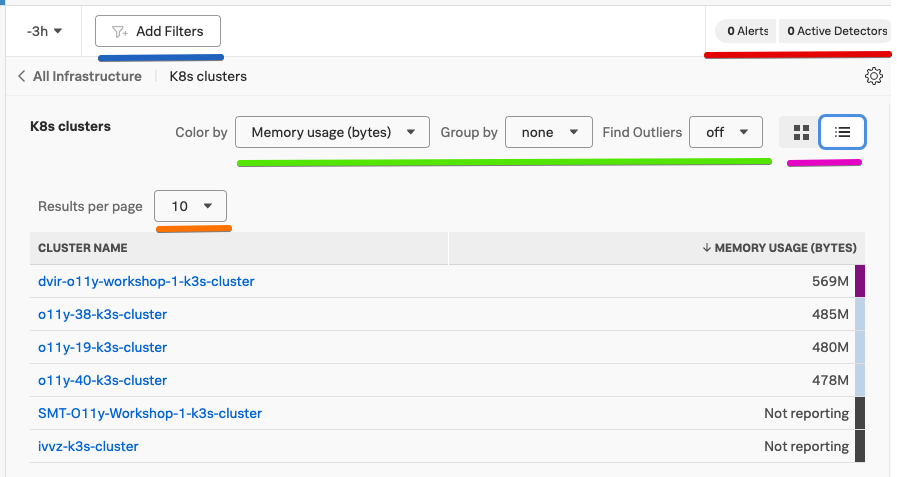 -3h Add Filters 0 Alerts 0 Active Detectors
All Infrastructure K8s clusters
K8s clusters Color by Memory usage (bytes) Group by none Find Outliers off
Results per page 10
CLUSTER NAME ↓ MEMORY USAGE (BYTES)
dvir-o11y-workshop-1-k3s-cluster 569M
o11y-38-k3s-cluster 485M
o11y-19-k3s-cluster 480M
o11y-40-k3s-cluster 478M
SMT-O11y-Workshop-1-k3s-cluster Not reporting
ivvz-k3s-cluster Not reporting